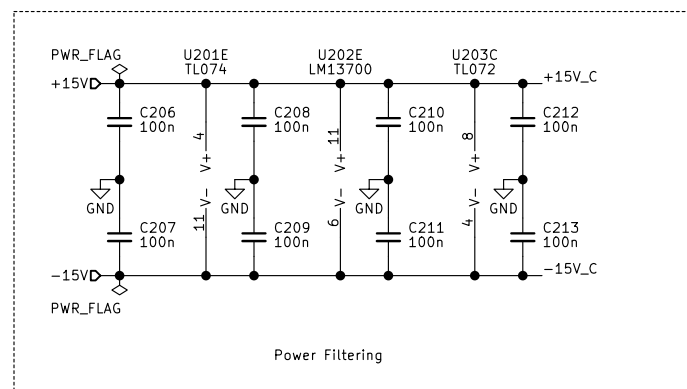 PWR_FLAG
U201E
TL074
U202E
LM13700
U203C
TL072
+15V
+15V_C
C206
100n
4
V+
C208
100n
11
V+
C210
100n
8
V+
C212
100n
GND
GND
GND
GND
V-
11
C207
100n
V-
6
C209
100n
V-
4
C211
100n
C213
100n
-15V
-15V_C
PWR_FLAG
Power Filtering